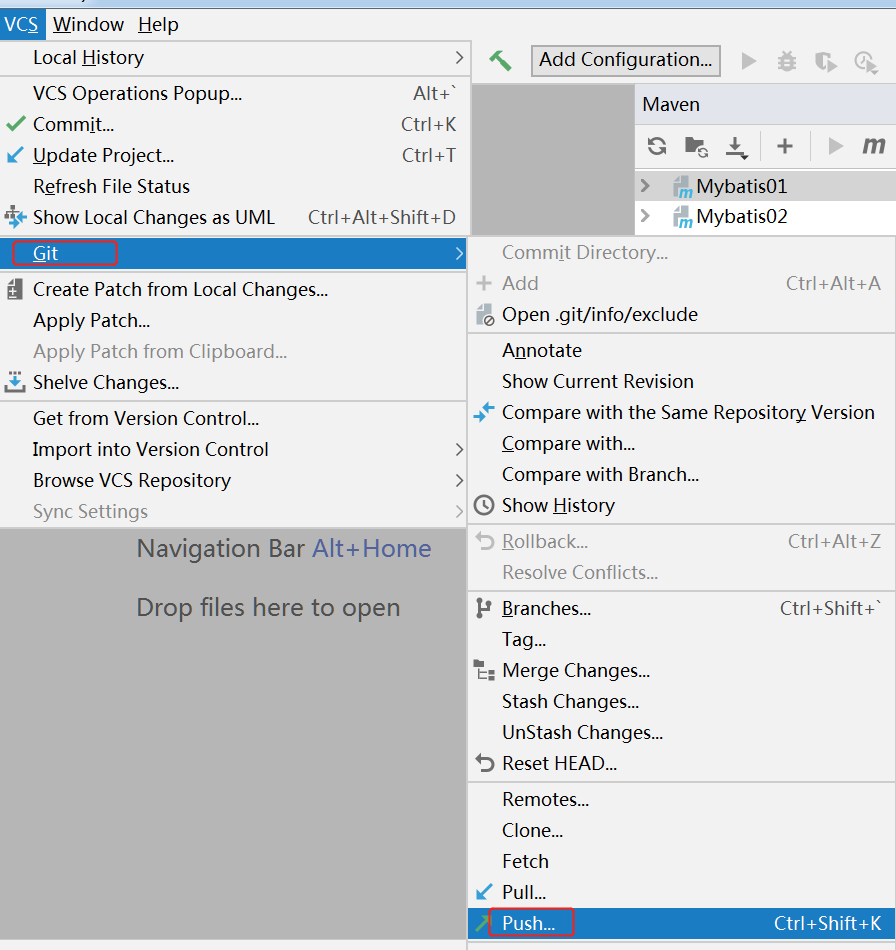 VCS Window Help
Local History
VCS Operations Popup... Alt+`
Commit... Ctrl+K
Update Project... Ctrl+T
Refresh File Status
Show Local Changes as UML Ctrl+Alt+Shift+D
Git
Create Patch from Local Changes...
Apply Patch...
Apply Patch from Clipboard...
Shelve Changes...
Get from Version Control...
Import into Version Control
Browse VCS Repository
Sync Settings
Navigation Bar Alt+Home
Drop files here to open
Add Configuration...
Maven
m
Mybatis01
Mybatis02
Commit Directory...
Add Ctrl+Alt+A
Open .git/info/exclude
Annotate
Show Current Revision
Compare with the Same Repository Version
Compare with...
Compare with Branch...
Show History
Rollback... Ctrl+Alt+Z
Resolve Conflicts...
Branches... Ctrl+Shift+`
Tag...
Merge Changes...
Stash Changes...
UnStash Changes...
Reset HEAD...
Remotes...
Clone...
Fetch
Pull...
Push... Ctrl+Shift+K